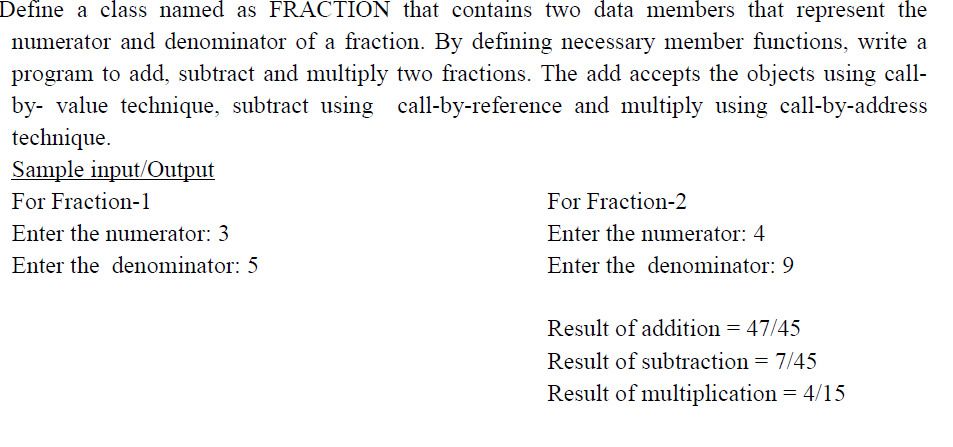 Define a class named as FRACTION that contains two data members that represent the
numerator and denominator of a fraction. By defining necessary member functions, write a
program to add, subtract and multiply two fractions. The add accepts the objects using call-
by- value technique, subtract using call-by-reference and multiply using call-by-address
technique.
Sample input/Output
For Fraction-1
Enter the numerator: 3
Enter the denominator: 5
For Fraction-2
Enter the numerator: 4
Enter the denominator: 9
Result of addition = 47/45
Result of subtraction = 7/45
Result of multiplication = 4/15